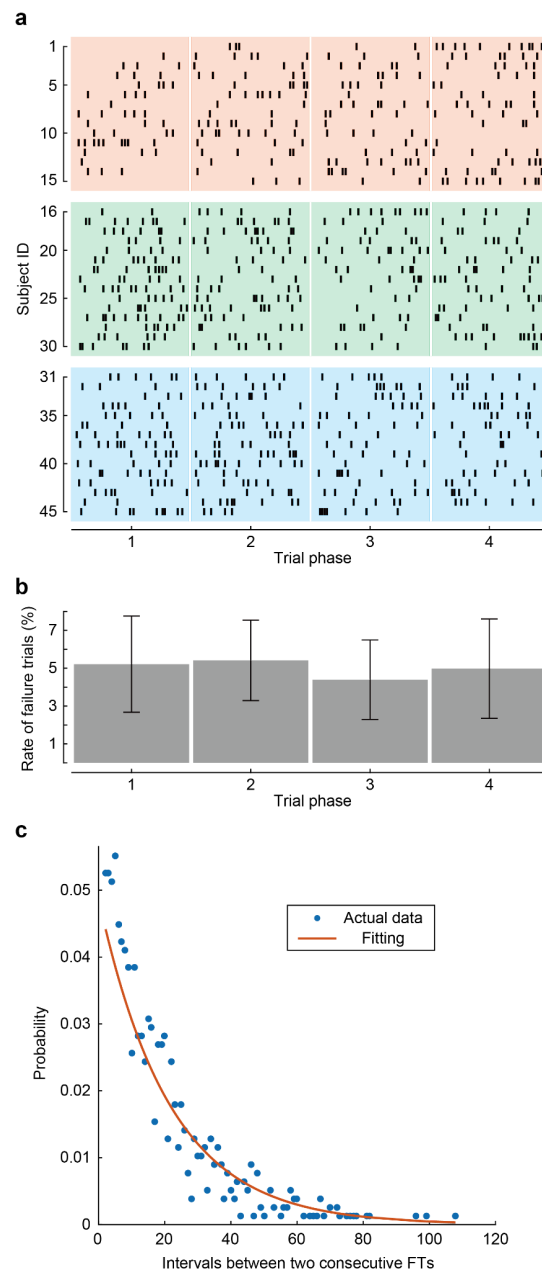 a
1
5
10
15
16
20
25
30
31
35
40
45
Subject ID
1 2 3 4
Trial phase
b
Rate of failure trials (%)
7
5
3
1
1 2 3 4
Trial phase
c
Probability
0.05
0.04
0.03
0.02
0.01
0
Actual data
Fitting
0 20 40 60 80 100 120
Intervals between two consecutive FTs